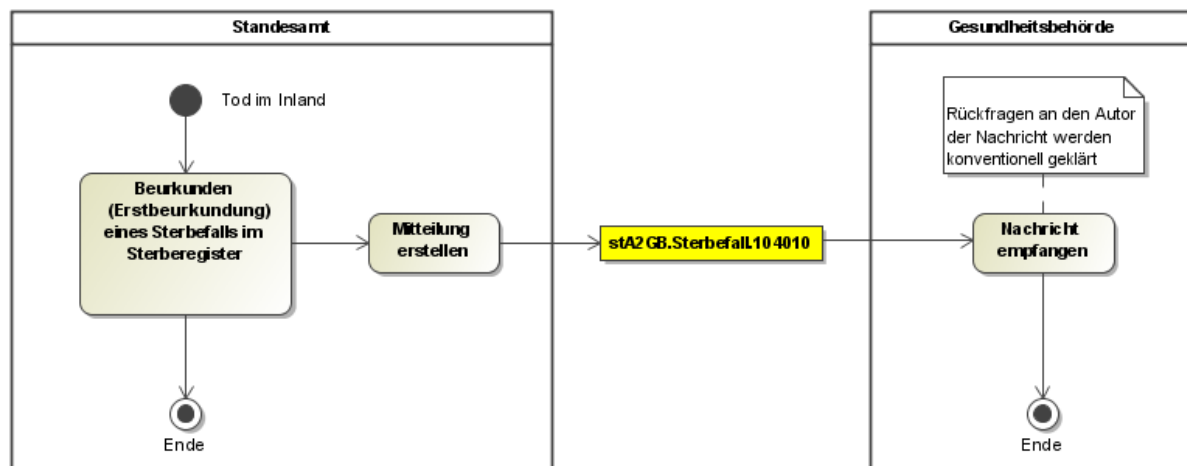 Standesamt
Gesundheitsbehörde
Tod im Inland
Rückfragen an den Autor
der Nachricht werden
konventionell geklärt
Beurkunden
(Erstbeurkundung)
eines Sterbefalls im
Sterberegister
Mitteilung
erstellen
stA2GB.Sterbefall.104010
Nachricht
empfangen
Ende
Ende